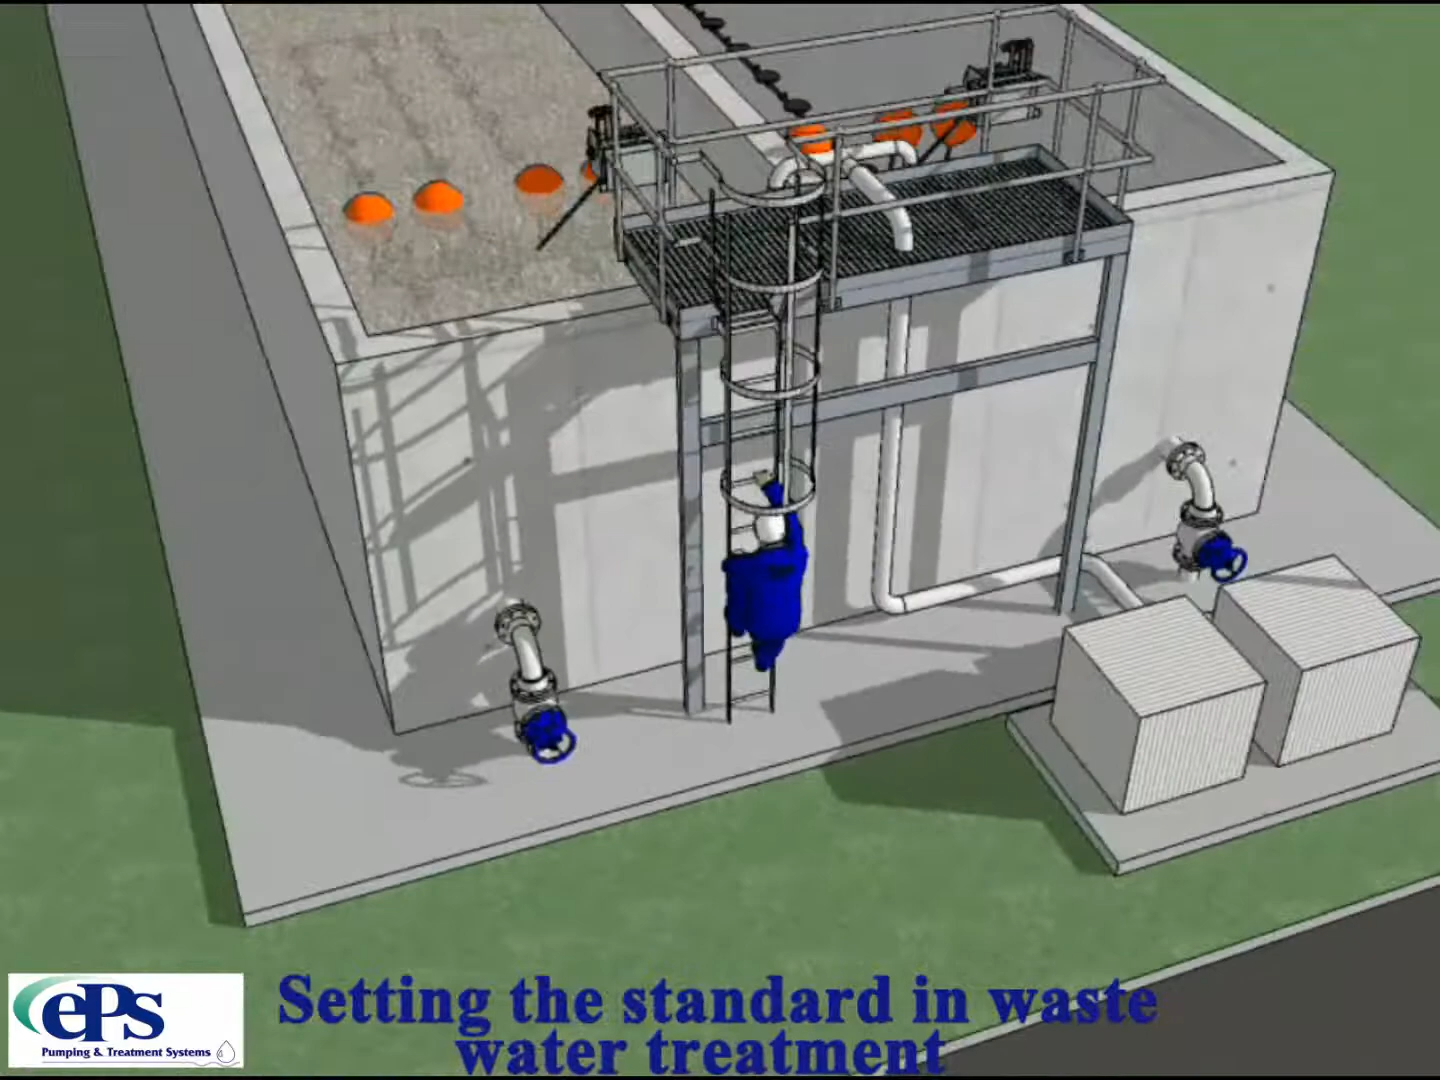 ePS
Pumping & Treatment Systems
Setting the standard in waste
water treatment